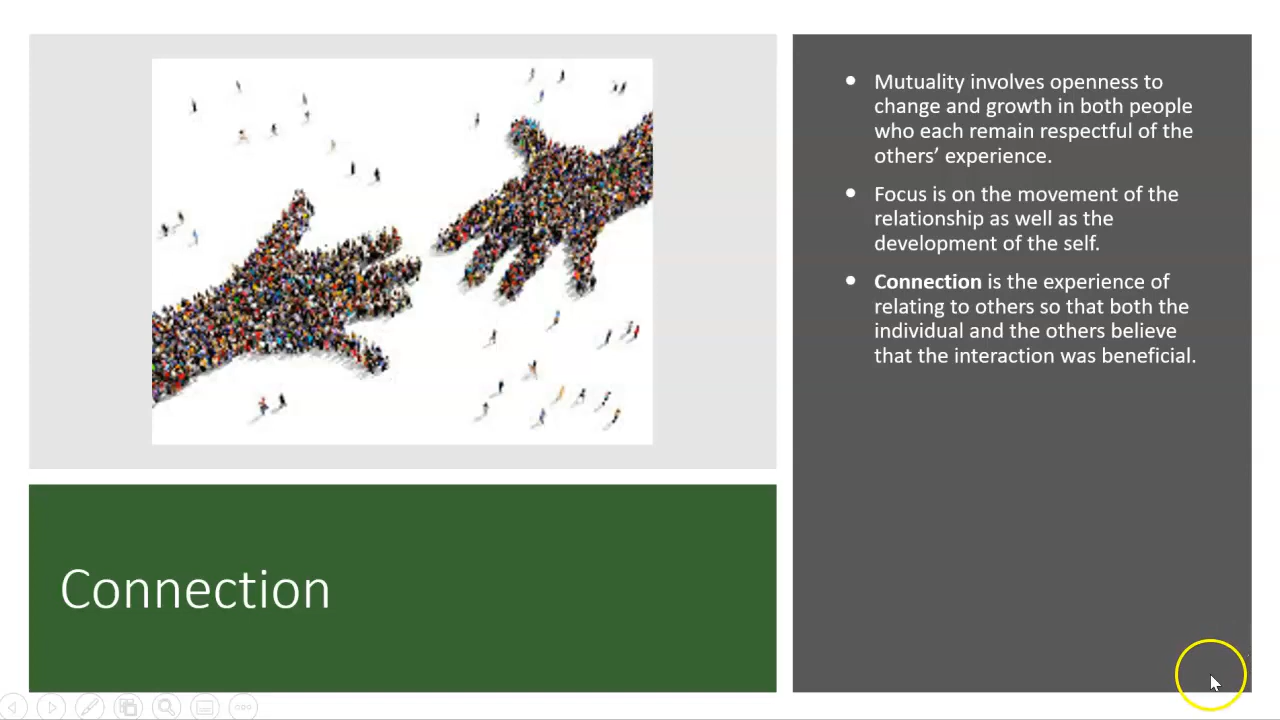 • Mutuality involves openness to
change and growth in both people
who each remain respectful of the
others’ experience.
• Focus is on the movement of the
relationship as well as the
development of the self.
• Connection is the experience of
relating to others so that both the
individual and the others believe
that the interaction was beneficial.
Connection